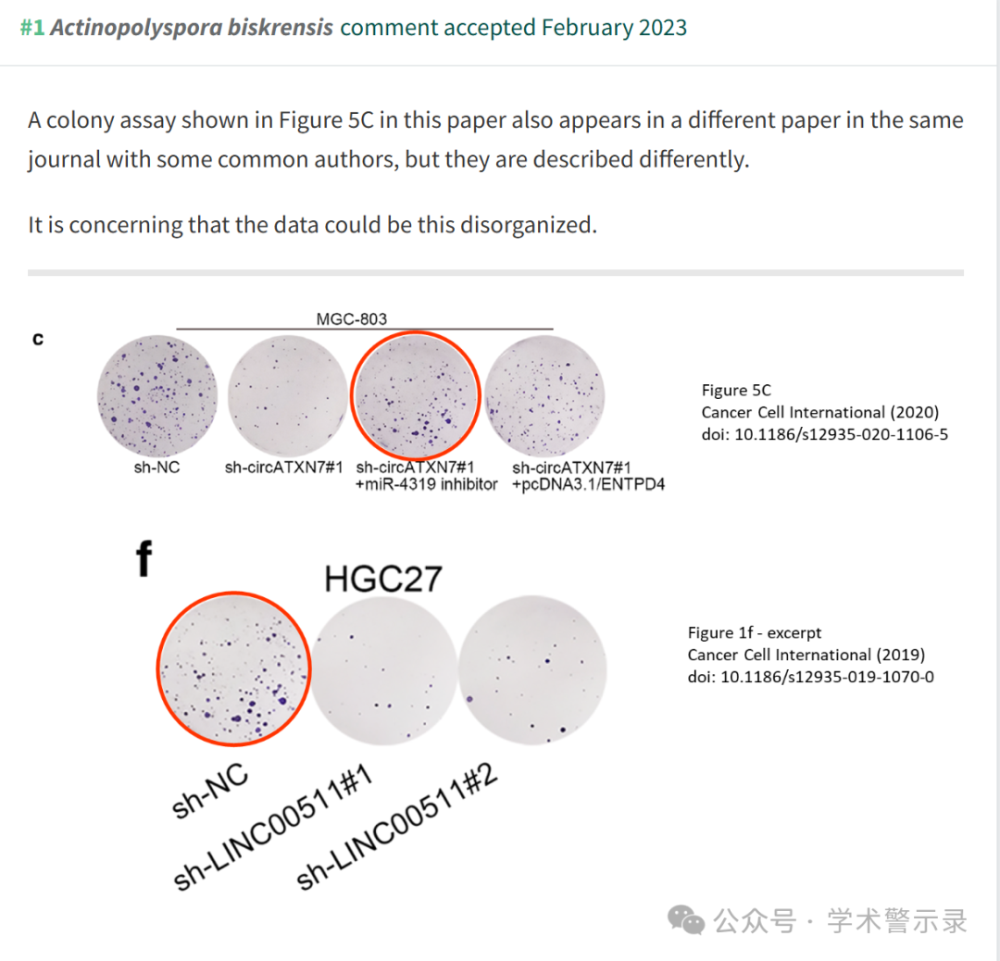 #1 Actinopolyspora biskrensis comment accepted February 2023
A colony assay shown in Figure 5C in this paper also appears in a different paper in the same
journal with some common authors, but they are described differently.
It is concerning that the data could be this disorganized.
c
MGC-803
sh-NC
sh-circATXN7#1
sh-circATXN7#1
+miR-4319 inhibitor
sh-circATXN7#1
+pcDNA3.1/ENTPD4
Figure 5C
Cancer Cell International (2020)
doi: 10.1186/s12935-020-1106-5
f
HGC27
sh-NC
sh-LINC00511#1
sh-LINC00511#2
Figure 1f - excerpt
Cancer Cell International (2019)
doi: 10.1186/s12935-019-1070-0
公众号 · 学术警示录